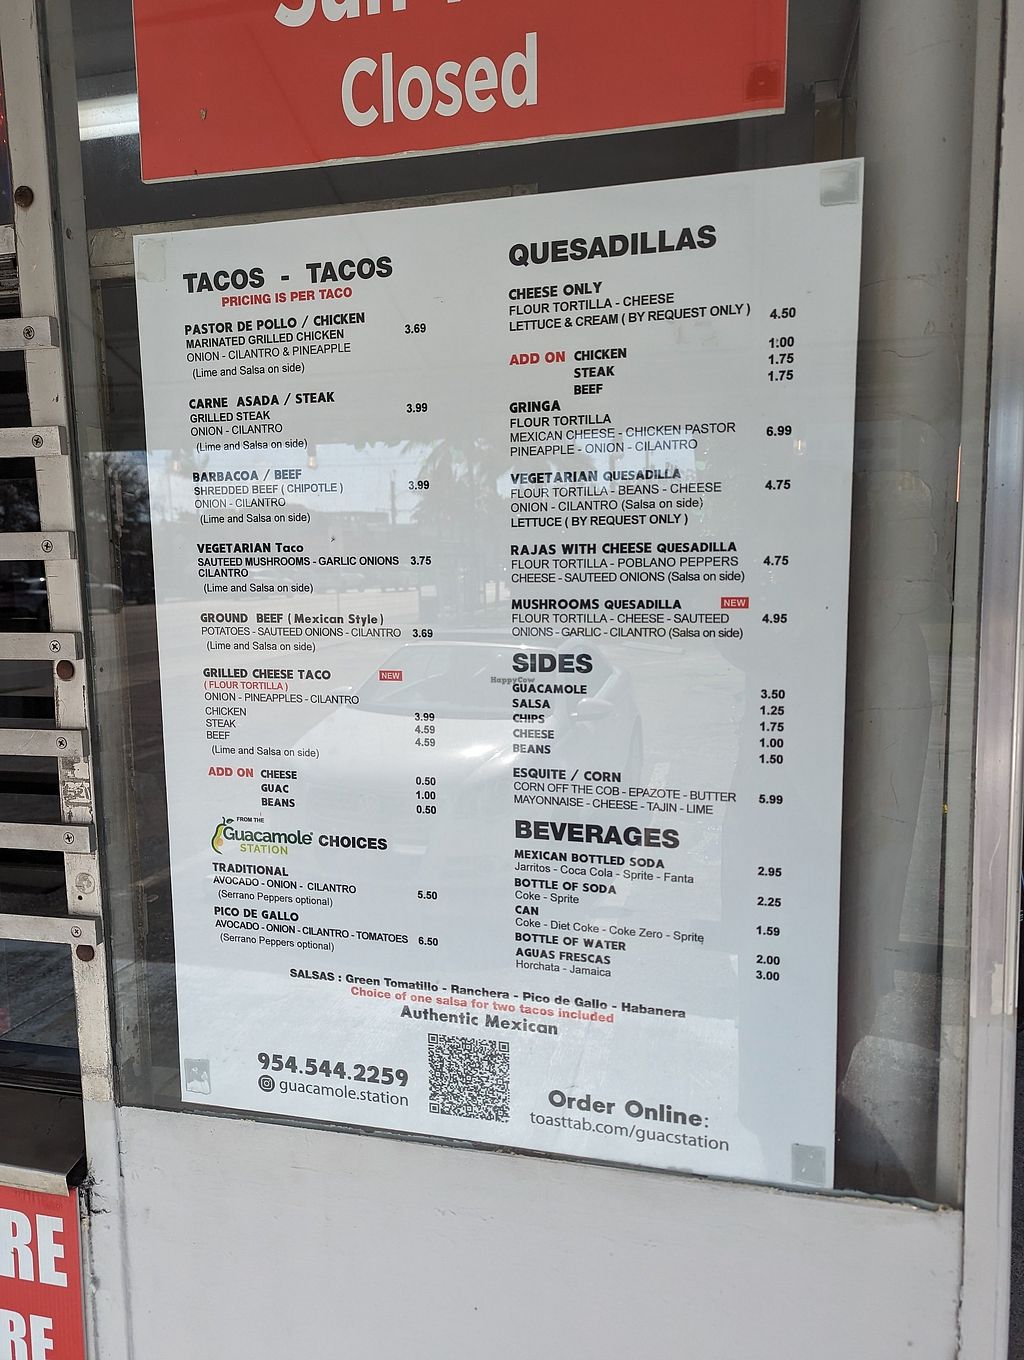 Closed
TACOS - TACOS
PRICING IS PER TACO
PASTOR DE POLLO / CHICKEN
MARINATED GRILLED CHICKEN 3.69
ONION - CILANTRO & PINEAPPLE
(Lime and Salsa on side)
CARNE ASADA / STEAK
GRILLED STEAK 3.99
ONION - CILANTRO
(Lime and Salsa on side)
BARBACOA / BEEF
SHREDDED BEEF ( CHIPOTLE ) 3.99
ONION - CILANTRO
(Lime and Salsa on side)
VEGETARIAN Taco
SAUTEED MUSHROOMS - GARLIC ONIONS 3.75
CILANTRO
(Lime and Salsa on side)
GROUND BEEF ( Mexican Style)
POTATOES - SAUTEED ONIONS - CILANTRO 3.69
(Lime and Salsa on side)
GRILLED CHEESE TACO NEW
( FLOUR TORTILLA )
ONION - PINEAPPLES - CILANTRO
CHICKEN 3.99
STEAK 4.59
BEEF 4.59
(Lime and Salsa on side)
ADD ON CHEESE 0.50
GUAC 1.00
BEANS 0.50
FROM THE
Guacamole CHOICES
STATION
TRADITIONAL
AVOCADO - ONION - CILANTRO 5.50
(Serrano Peppers optional)
PICO DE GALLO
AVOCADO - ONION - CILANTRO - TOMATOES 6.50
(Serrano Peppers optional)
QUESADILLAS
CHEESE ONLY
FLOUR TORTILLA - CHEESE
LETTUCE & CREAM ( BY REQUEST ONLY ) 4.50
ADD ON CHICKEN 1:00
STEAK 1.75
BEEF 1.75
GRINGA
FLOUR TORTILLA
MEXICAN CHEESE - CHICKEN PASTOR 6.99
PINEAPPLE - ONION - CILANTRO
VEGETARIAN QUESADILLA
FLOUR TORTILLA - BEANS - CHEESE 4.75
ONION - CILANTRO (Salsa on side)
LETTUCE ( BY REQUEST ONLY )
RAJAS WITH CHEESE QUESADILLA
FLOUR TORTILLA - POBLANO PEPPERS 4.75
CHEESE - SAUTEED ONIONS (Salsa on side)
MUSHROOMS QUESADILLA NEW
FLOUR TORTILLA - CHEESE - SAUTEED 4.95
ONIONS - GARLIC - CILANTRO (Salsa on side)
SIDES
HappyCow
GUACAMOLE 3.50
SALSA 1.25
CHIPS 1.75
CHEESE 1.00
BEANS 1.50
ESQUITE / CORN
CORN OFF THE COB - EPAZOTE - BUTTER 5.99
MAYONNAISE - CHEESE - TAJIN - LIME
BEVERAGES
MEXICAN BOTTLED SODA
Jarritos - Coca Cola - Sprite - Fanta 2.95
BOTTLE OF SODA
Coke - Sprite 2.25
CAN
Coke - Diet Coke - Coke Zero - Sprite 1.59
BOTTLE OF WATER 2.00
AGUAS FRESCAS 3.00
Horchata - Jamaica
SALSAS : Green Tomatillo - Ranchera - Pico de Gallo - Habanera
Choice of one salsa for two tacos included
Authentic Mexican
954.544.2259
guacamole.station
Order Online:
toasttab.com/guacstation
RE
RE